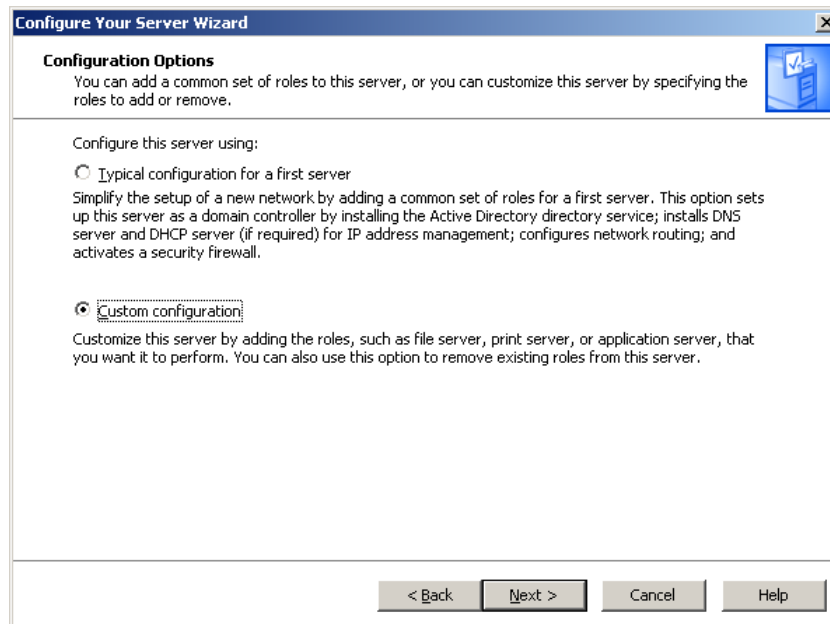 Configure Your Server Wizard
Configuration Options
You can add a common set of roles to this server, or you can customize this server by specifying the
roles to add or remove.
Configure this server using:
Typical configuration for a first server
Simplify the setup of a new network by adding a common set of roles for a first server. This option sets
up this server as a domain controller by installing the Active Directory directory service; installs DNS
server and DHCP server (if required) for IP address management; configures network routing; and
activates a security firewall.
Custom configuration
Customize this server by adding the roles, such as file server, print server, or application server, that
you want it to perform. You can also use this option to remove existing roles from this server.
< Back Next > Cancel Help